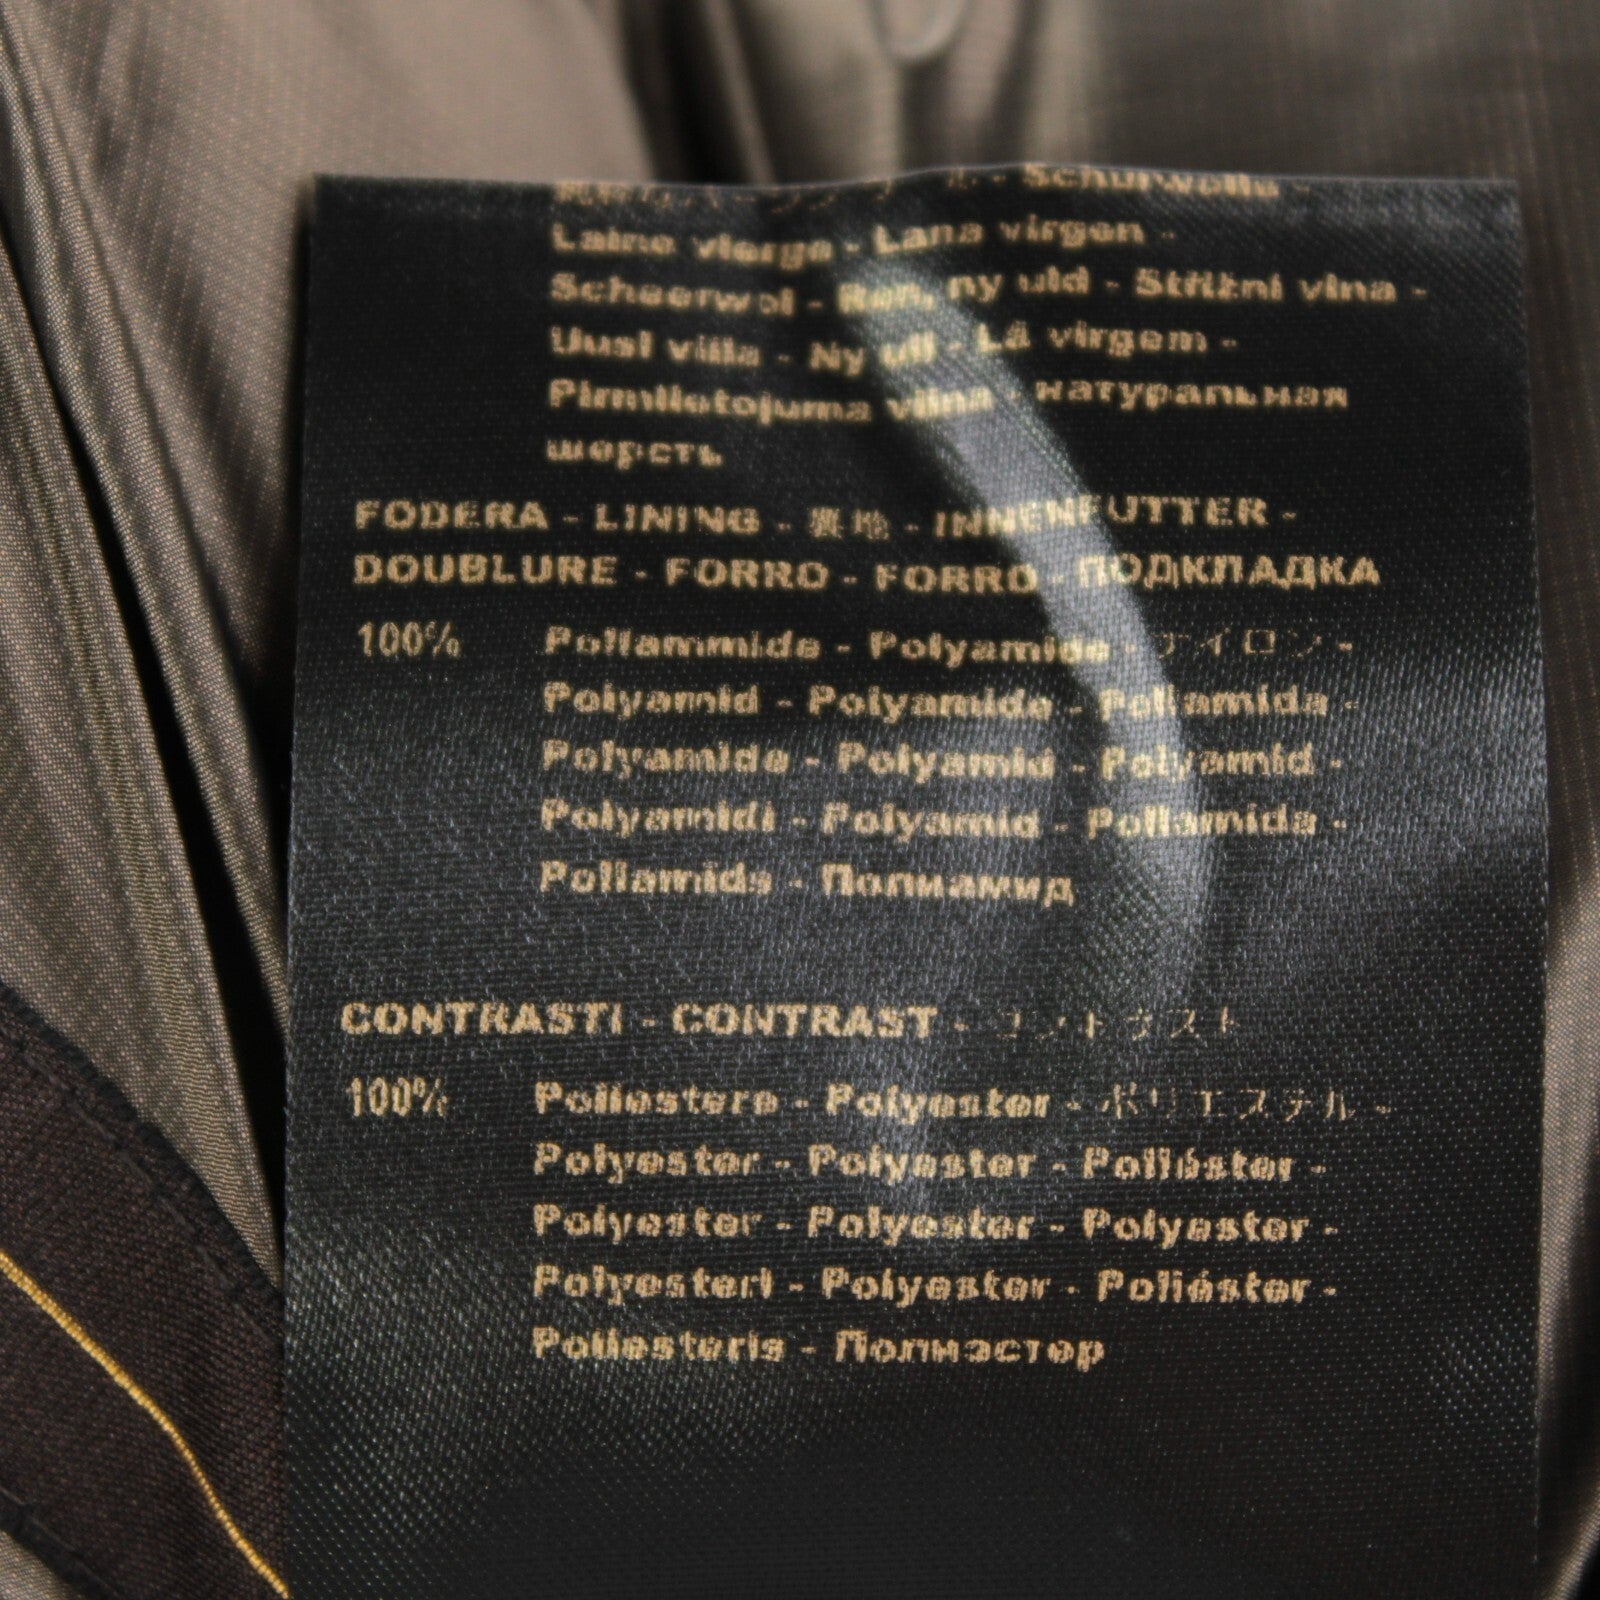 - Schurwolle -
Laine vierge - Lana virgen -
Scheerwol - Ren, ny uld - Střižní vlna -
Uusi villa - Ny ull - Lã virgem -
Pirmlietojuma vilna - натуральная
шерсть
FODERA - LINING - 裏地 - INNENFUTTER -
DOUBLURE - FORRO - FORRO - ПОДКЛАДКА
100% Poliammide - Polyamide - ナイロン -
Polyamid - Polyamide - Poliamida -
Polyamide - Polyamid - Polyamid -
Polyamidi - Polyamid - Poliamida -
Poliamids - Полиамид
CONTRASTI - CONTRAST - コントラスト
100% Poliestere - Polyester - ポリエステル -
Polyester - Polyester - Poliéster -
Polyester - Polyester - Polyester -
Polyesteri - Polyester - Poliéster -
Poliesteris - Полиэстер